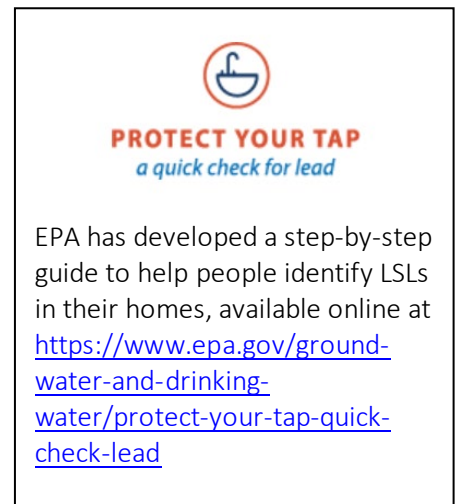 PROTECT YOUR TAP
a quick check for lead
EPA has developed a step-by-step
guide to help people identify LSLs
in their homes, available online at
https://www.epa.gov/ground-
water-and-drinking-
water/protect-your-tap-quick-
check-lead